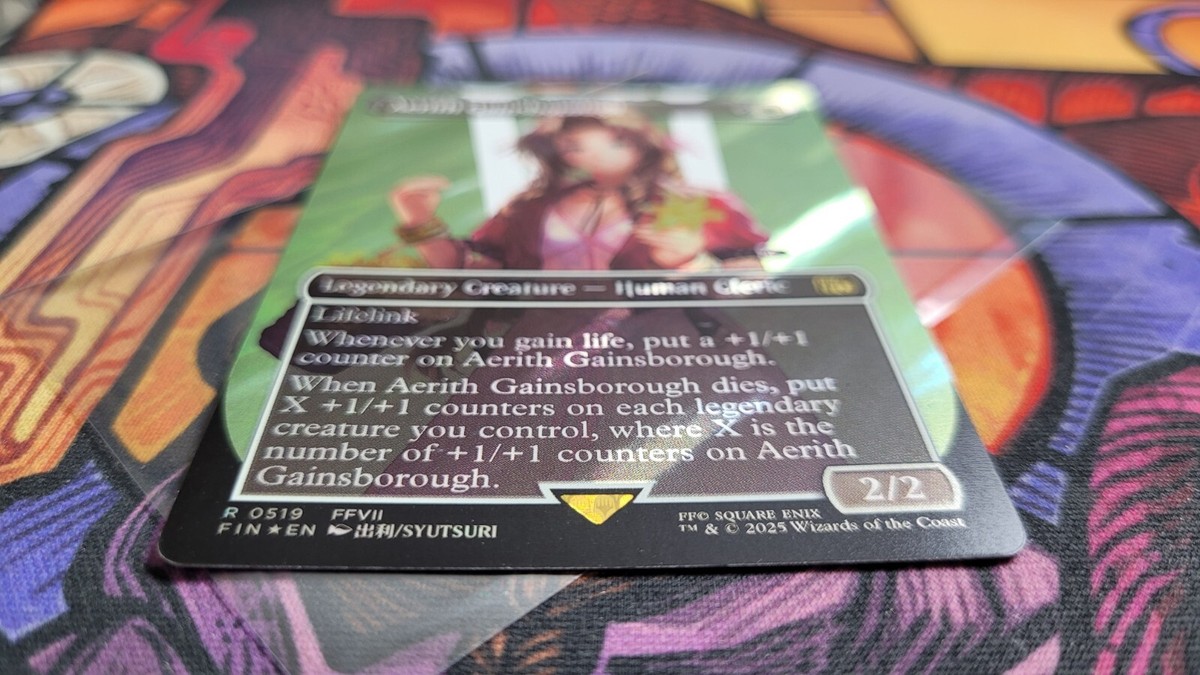 Legendary Creature — Human Cleric
Lifelink
Whenever you gain life, put a +1/+1
counter on Aerith Gainsborough.
When Aerith Gainsborough dies, put
X +1/+1 counters on each legendary
creature you control, where X is the
number of +1/+1 counters on Aerith
Gainsborough.
2/2
R 0519 FFVII
FIN★EN 出利/SYUTSURI
FF© SQUARE ENIX
™ & © 2025 Wizards of the Coast